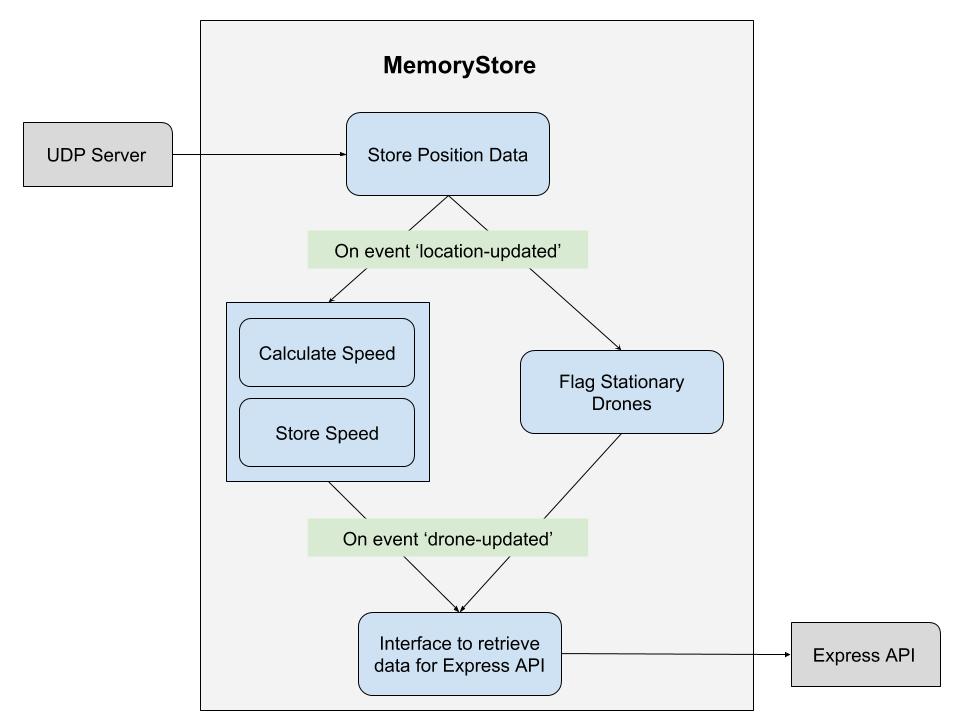 MemoryStore
UDP Server
Store Position Data
On event ‘location-updated’
Calculate Speed
Store Speed
Flag Stationary
Drones
On event ‘drone-updated’
Interface to retrieve
data for Express API
Express API